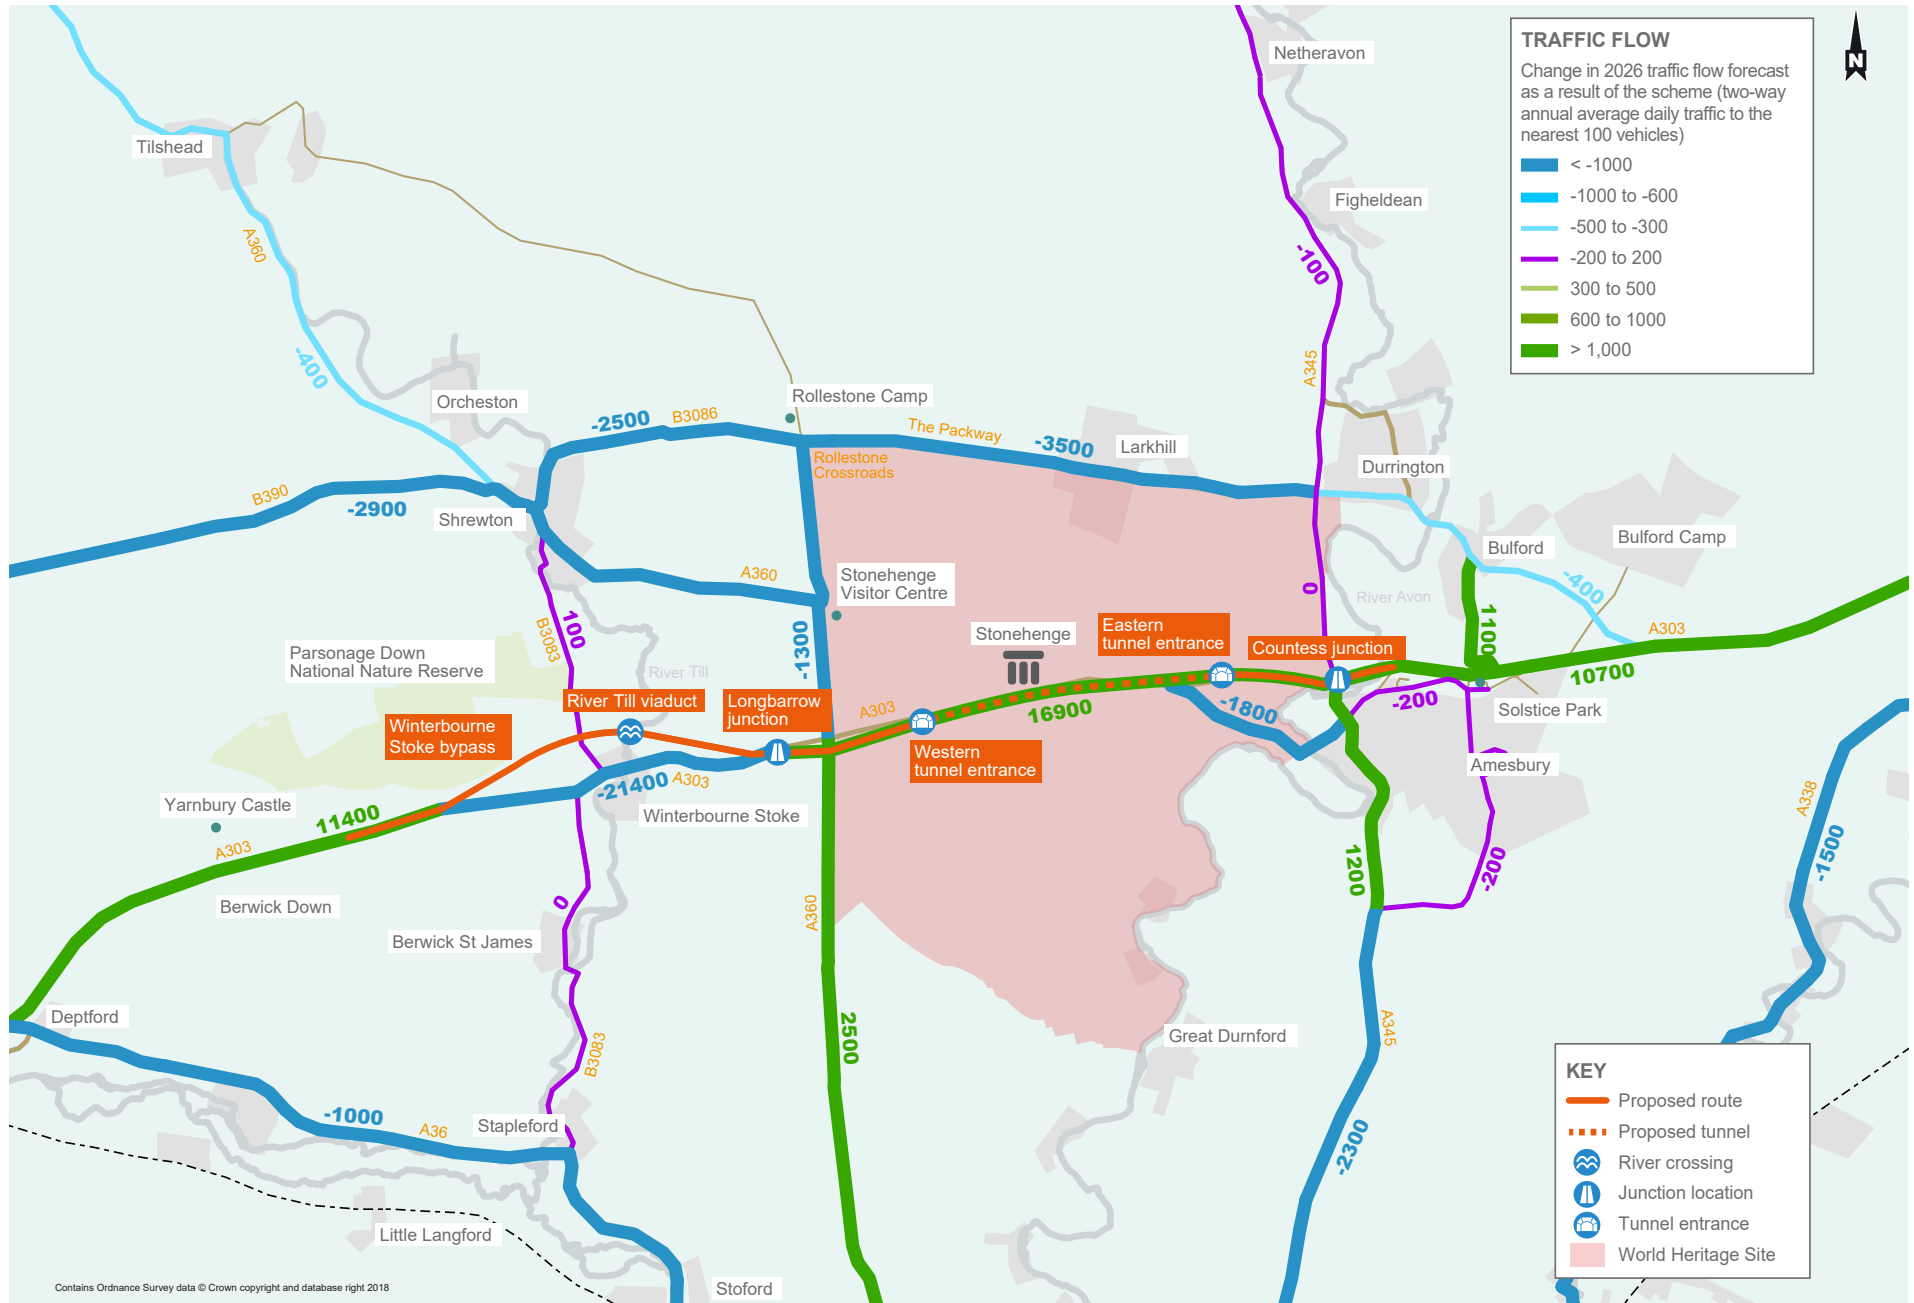 Netheravon
TRAFFIC FLOW
Change in 2026 traffic flow forecast
as a result of the scheme (two-way
annual average daily traffic to the
nearest 100 vehicles)
< -1000
-1000 to -600
-500 to -300
-200 to 200
300 to 500
600 to 1000
> 1,000
N
Tilshead
A360
-400
Figheldean
-100
A345
Orcheston
-2500
B3086
Rollestone Camp
The Packway
-3500
Larkhill
Rollestone
Crossroads
Durrington
B390
-2900
Shrewton
A360
Stonehenge
Visitor Centre
-1300
Bulford
Bulford Camp
-400
1100
0
River Avon
A303
10700
100
B3083
Parsonage Down
National Nature Reserve
River Till
River Till viaduct
Winterbourne
Stoke bypass
Longbarrow
junction
A303
Stonehenge
Eastern
tunnel entrance
Countess junction
16900
-1800
-200
Solstice Park
Western
tunnel entrance
Amesbury
-21400
A303
Winterbourne Stoke
Yarnbury Castle
11400
A303
Berwick Down
0
Berwick St James
A360
1200
-200
A338
-1500
Deptford
2500
B3083
Great Durnford
A345
-2300
-1000
A36
Stapleford
Little Langford
Stoford
KEY
Proposed route
Proposed tunnel
River crossing
Junction location
Tunnel entrance
World Heritage Site
Contains Ordnance Survey data © Crown copyright and database right 2018